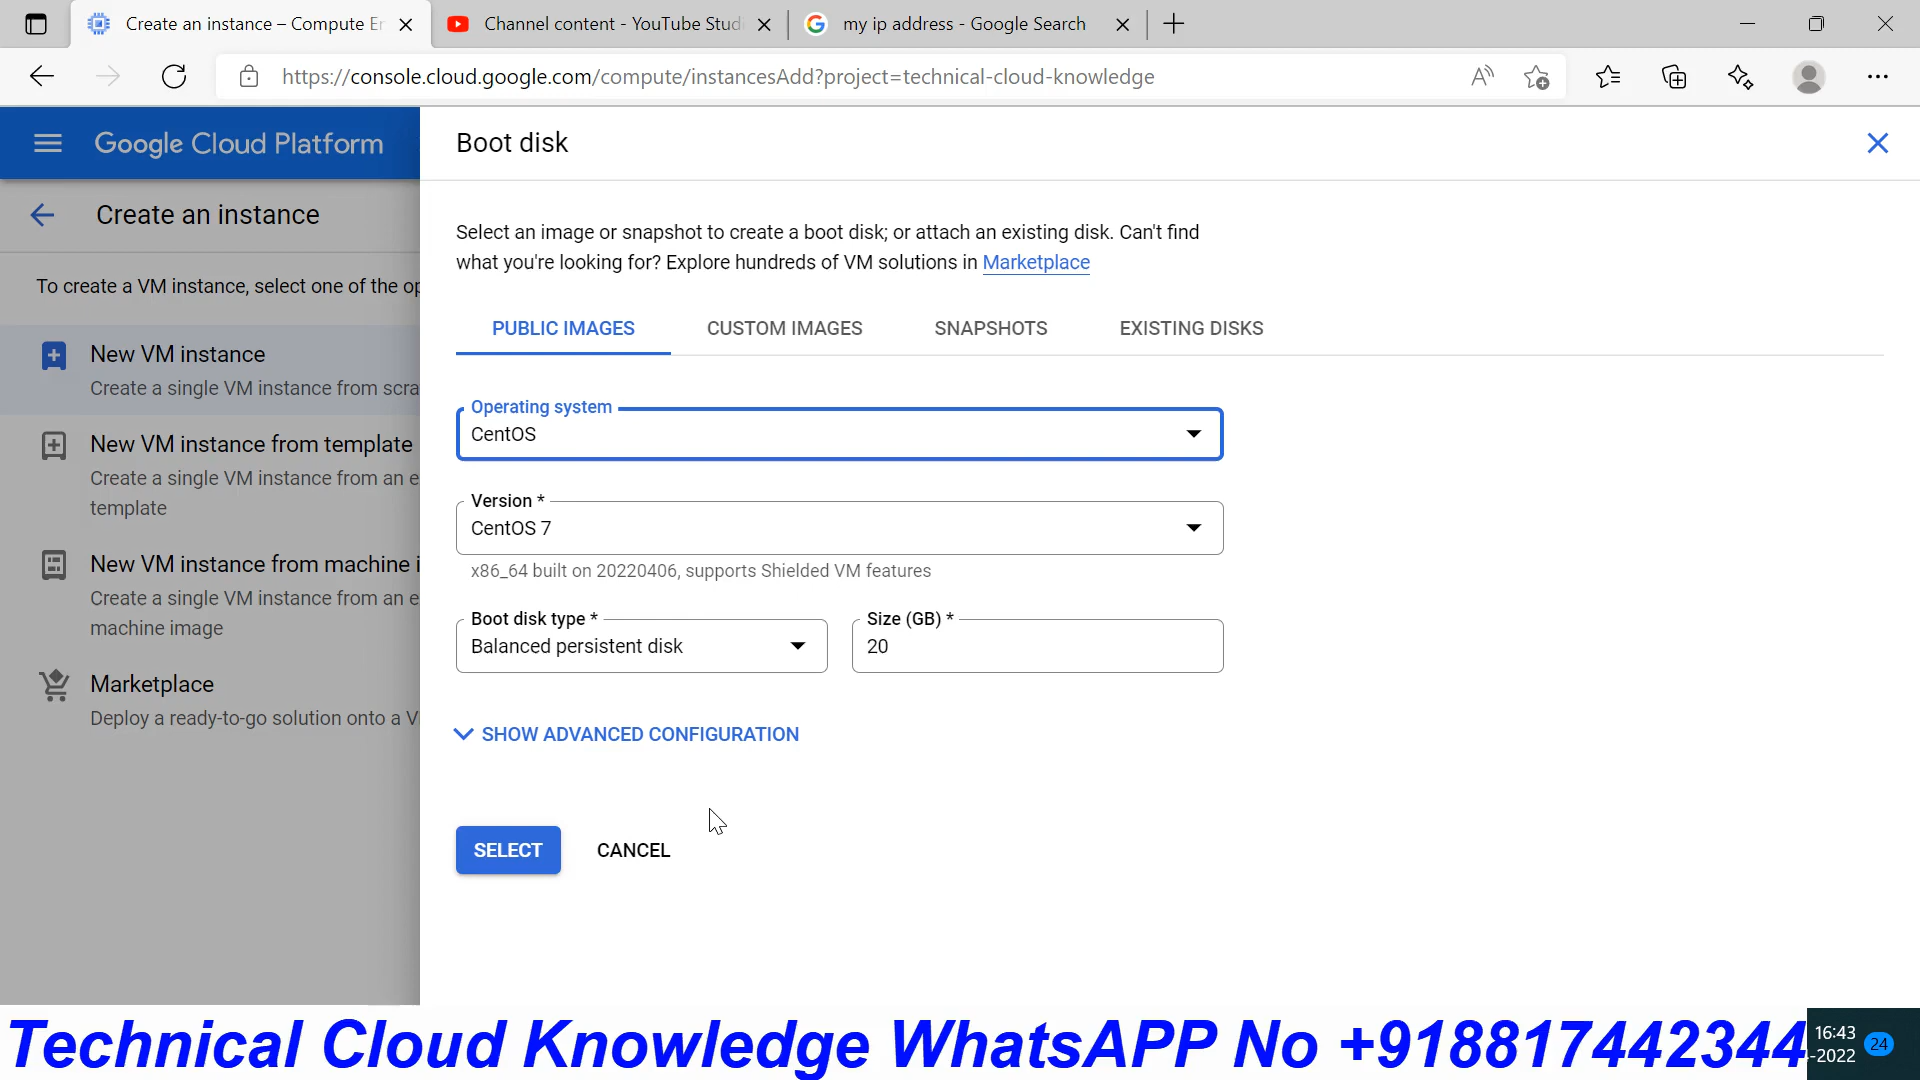 Create an instance – Compute Er
Channel content - YouTube Studi
my ip address - Google Search
https://console.cloud.google.com/compute/instancesAdd?project=technical-cloud-knowledge
Google Cloud Platform
Create an instance
To create a VM instance, select one of the op
New VM instance
Create a single VM instance from scra
New VM instance from template
Create a single VM instance from an e
template
New VM instance from machine i
Create a single VM instance from an e
machine image
Marketplace
Deploy a ready-to-go solution onto a V
Boot disk
Select an image or snapshot to create a boot disk; or attach an existing disk. Can't find
what you're looking for? Explore hundreds of VM solutions in Marketplace
PUBLIC IMAGES CUSTOM IMAGES SNAPSHOTS EXISTING DISKS
Operating system
CentOS
Version *
CentOS 7
x86_64 built on 20220406, supports Shielded VM features
Boot disk type * Size (GB) *
Balanced persistent disk 20
SHOW ADVANCED CONFIGURATION
SELECT CANCEL
Technical Cloud Knowledge WhatsAPP No +918817442344
16:43
-2022
24